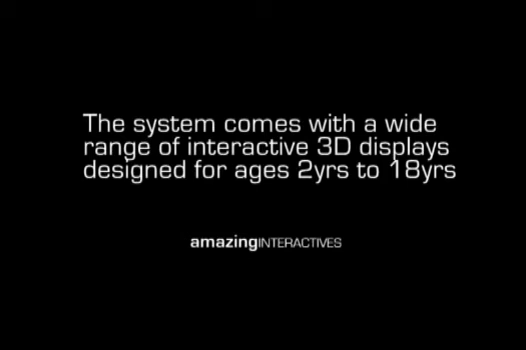 The system comes with a wide
range of interactive 3D displays
designed for ages 2yrs to 18yrs
amazingINTERACTIVES